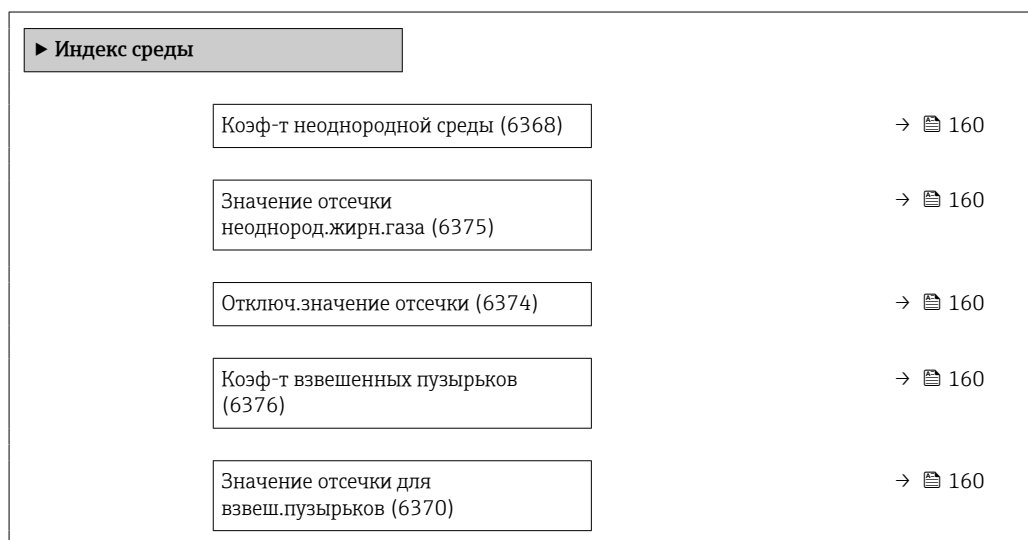 ▶ Индекс среды
Коэф-т неоднородной среды (6368) → 160
Значение отсечки → 160
неоднород.жирн.газа (6375)
Отключ.значение отсечки (6374) → 160
Коэф-т взвешенных пузырьков → 160
(6376)
Значение отсечки для → 160
взвеш.пузырьков (6370)